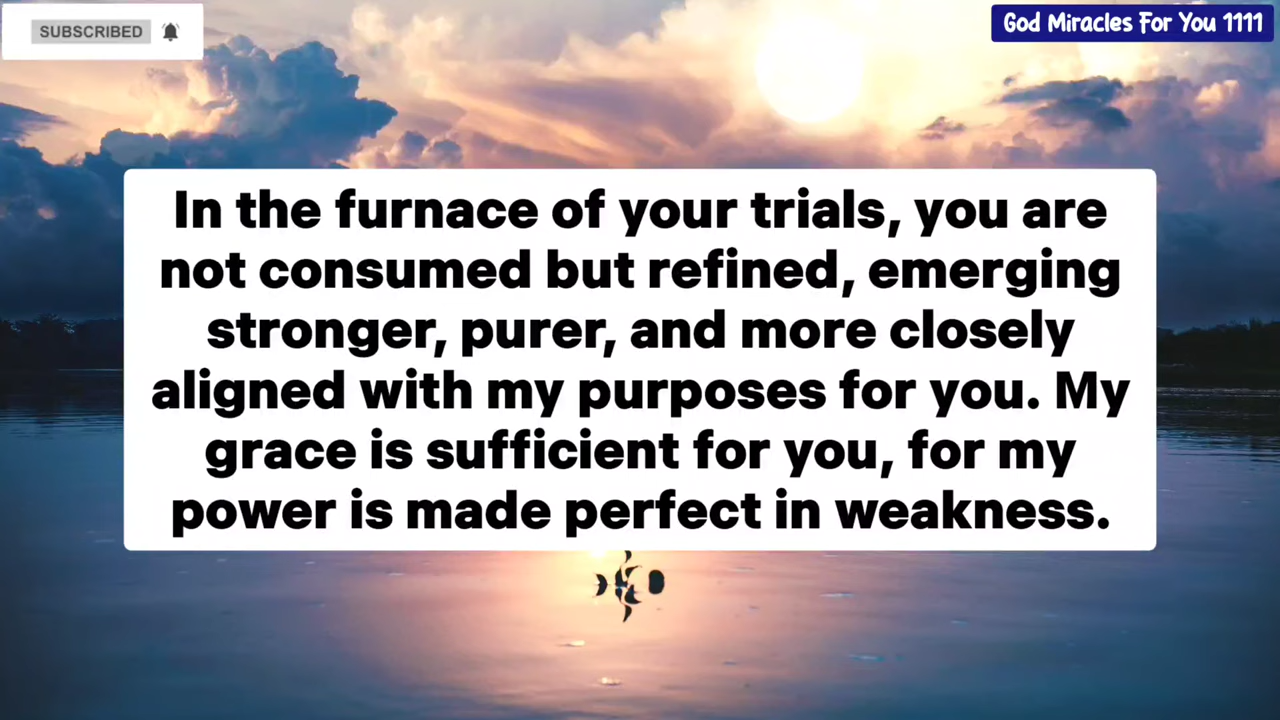 SUBSCRIBED
God Miracles For You 1111
In the furnace of your trials, you are
not consumed but refined, emerging
stronger, purer, and more closely
aligned with my purposes for you. My
grace is sufficient for you, for my
power is made perfect in weakness.